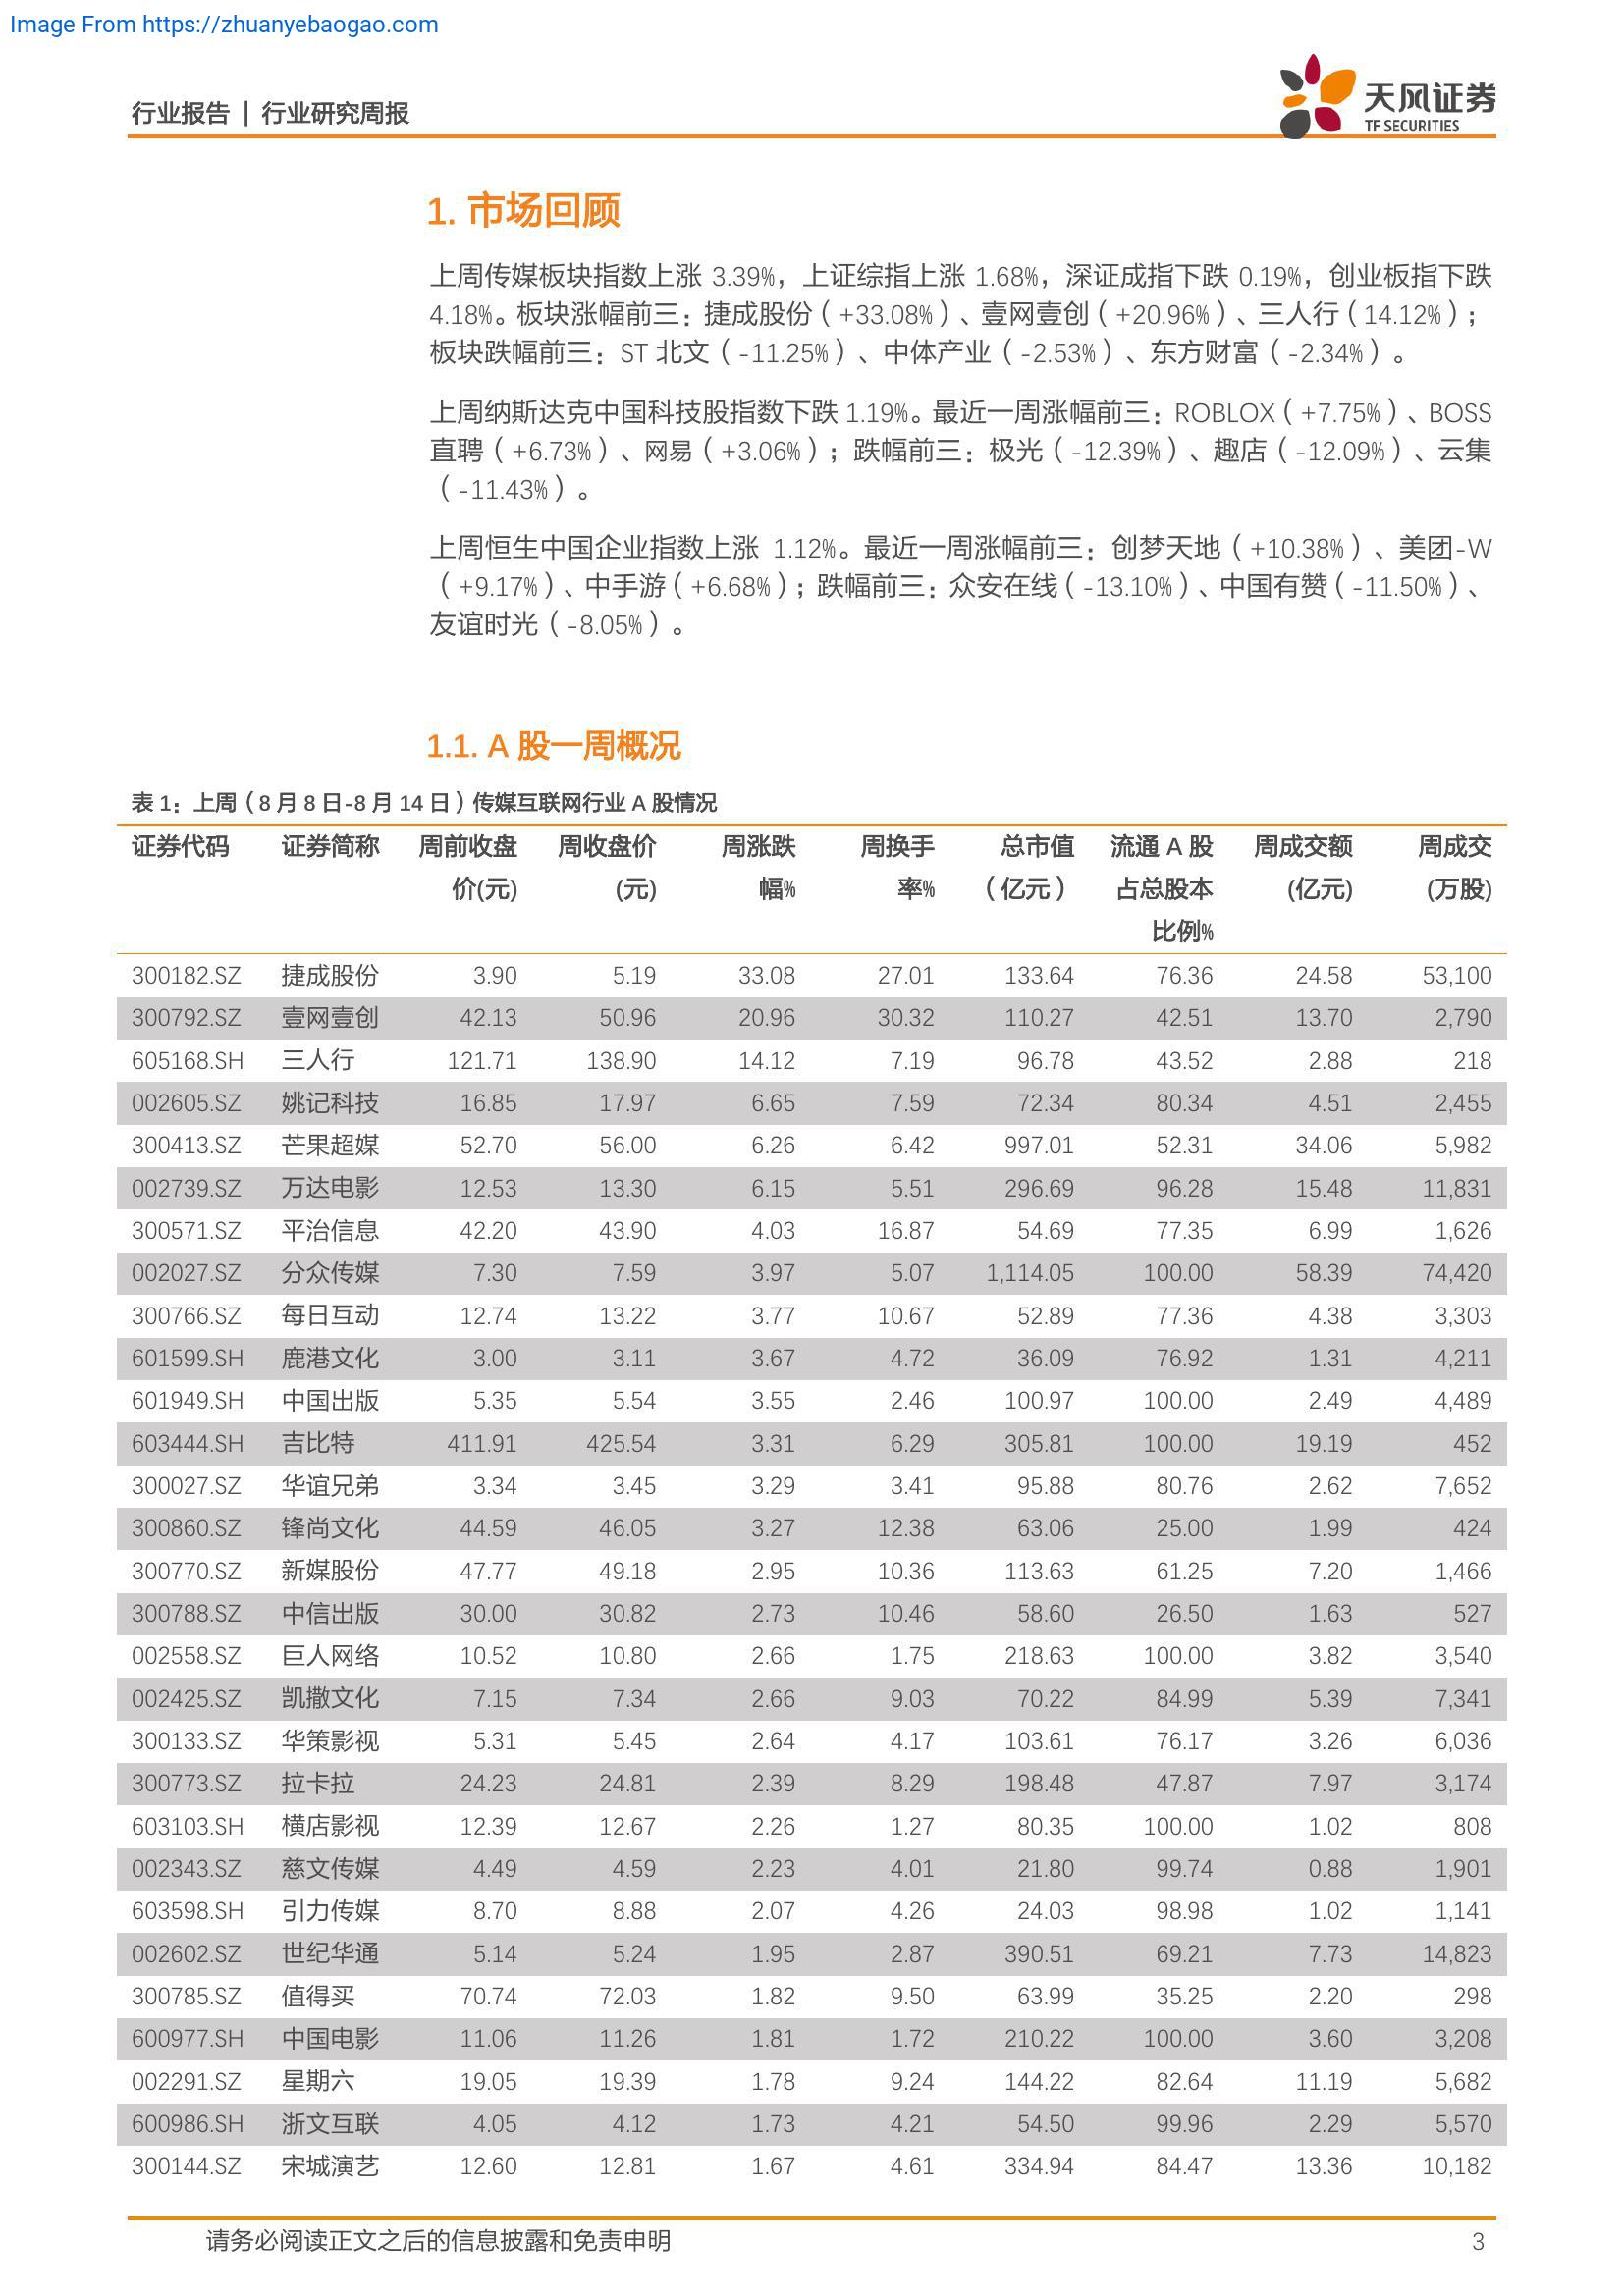 Image From https://zhuanyebaogao.com
行业报告 | 行业研究周报
天风证券
TF SECURITIES
1. 市场回顾
上周传媒板块指数上涨 3.39%，上证综指上涨 1.68%，深证成指下跌 0.19%，创业板指下跌
4.18%。板块涨幅前三：捷成股份（+33.08%）、壹网壹创（+20.96%）、三人行（14.12%）；
板块跌幅前三：ST 北文（-11.25%）、中体产业（-2.53%）、东方财富（-2.34%）。
上周纳斯达克中国科技股指数下跌 1.19%。最近一周涨幅前三：ROBLOX（+7.75%）、BOSS
直聘（+6.73%）、网易（+3.06%）；跌幅前三：极光（-12.39%）、趣店（-12.09%）、云集
（-11.43%）。
上周恒生中国企业指数上涨 1.12%。最近一周涨幅前三：创梦天地（+10.38%）、美团-W
（+9.17%）、中手游（+6.68%）；跌幅前三：众安在线（-13.10%）、中国有赞（-11.50%）、
友谊时光（-8.05%）。
1.1. A 股一周概况
表 1：上周（8 月 8 日-8 月 14 日）传媒互联网行业 A 股情况
证券代码 证券简称 周前收盘 周收盘价 周涨跌 周换手 总市值 流通 A 股 周成交额 周成交
价(元) (元) 幅% 率% （亿元） 占总股本 (亿元) (万股)
比例%
300182.SZ 捷成股份 3.90 5.19 33.08 27.01 133.64 76.36 24.58 53,100
300792.SZ 壹网壹创 42.13 50.96 20.96 30.32 110.27 42.51 13.70 2,790
605168.SH 三人行 121.71 138.90 14.12 7.19 96.78 43.52 2.88 218
002605.SZ 姚记科技 16.85 17.97 6.65 7.59 72.34 80.34 4.51 2,455
300413.SZ 芒果超媒 52.70 56.00 6.26 6.42 997.01 52.31 34.06 5,982
002739.SZ 万达电影 12.53 13.30 6.15 5.51 296.69 96.28 15.48 11,831
300571.SZ 平治信息 42.20 43.90 4.03 16.87 54.69 77.35 6.99 1,626
002027.SZ 分众传媒 7.30 7.59 3.97 5.07 1,114.05 100.00 58.39 74,420
300766.SZ 每日互动 12.74 13.22 3.77 10.67 52.89 77.36 4.38 3,303
601599.SH 鹿港文化 3.00 3.11 3.67 4.72 36.09 76.92 1.31 4,211
601949.SH 中国出版 5.35 5.54 3.55 2.46 100.97 100.00 2.49 4,489
603444.SH 吉比特 411.91 425.54 3.31 6.29 305.81 100.00 19.19 452
300027.SZ 华谊兄弟 3.34 3.45 3.29 3.41 95.88 80.76 2.62 7,652
300860.SZ 锋尚文化 44.59 46.05 3.27 12.38 63.06 25.00 1.99 424
300770.SZ 新媒股份 47.77 49.18 2.95 10.36 113.63 61.25 7.20 1,466
300788.SZ 中信出版 30.00 30.82 2.73 10.46 58.60 26.50 1.63 527
002558.SZ 巨人网络 10.52 10.80 2.66 1.75 218.63 100.00 3.82 3,540
002425.SZ 凯撒文化 7.15 7.34 2.66 9.03 70.22 84.99 5.39 7,341
300133.SZ 华策影视 5.31 5.45 2.64 4.17 103.61 76.17 3.26 6,036
300773.SZ 拉卡拉 24.23 24.81 2.39 8.29 198.48 47.87 7.97 3,174
603103.SH 横店影视 12.39 12.67 2.26 1.27 80.35 100.00 1.02 808
002343.SZ 慈文传媒 4.49 4.59 2.23 4.01 21.80 99.74 0.88 1,901
603598.SH 引力传媒 8.70 8.88 2.07 4.26 24.03 98.98 1.02 1,141
002602.SZ 世纪华通 5.14 5.24 1.95 2.87 390.51 69.21 7.73 14,823
300785.SZ 值得买 70.74 72.03 1.82 9.50 63.99 35.25 2.20 298
600977.SH 中国电影 11.06 11.26 1.81 1.72 210.22 100.00 3.60 3,208
002291.SZ 星期六 19.05 19.39 1.78 9.24 144.22 82.64 11.19 5,682
600986.SH 浙文互联 4.05 4.12 1.73 4.21 54.50 99.96 2.29 5,570
300144.SZ 宋城演艺 12.60 12.81 1.67 4.61 334.94 84.47 13.36 10,182
请务必阅读正文之后的信息披露和免责申明 3